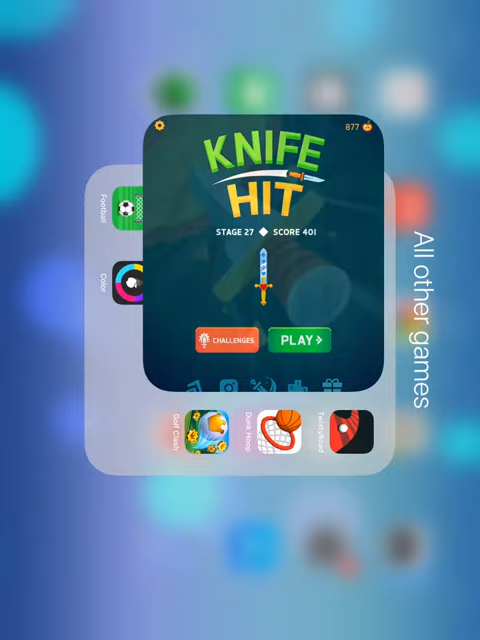 877
KNIFE
HIT
STAGE 27 ◆ SCORE 401
CHALLENGES
PLAY
All other games
Football
Color
Golf Clash
Dunk Hoop
TwistyRoad